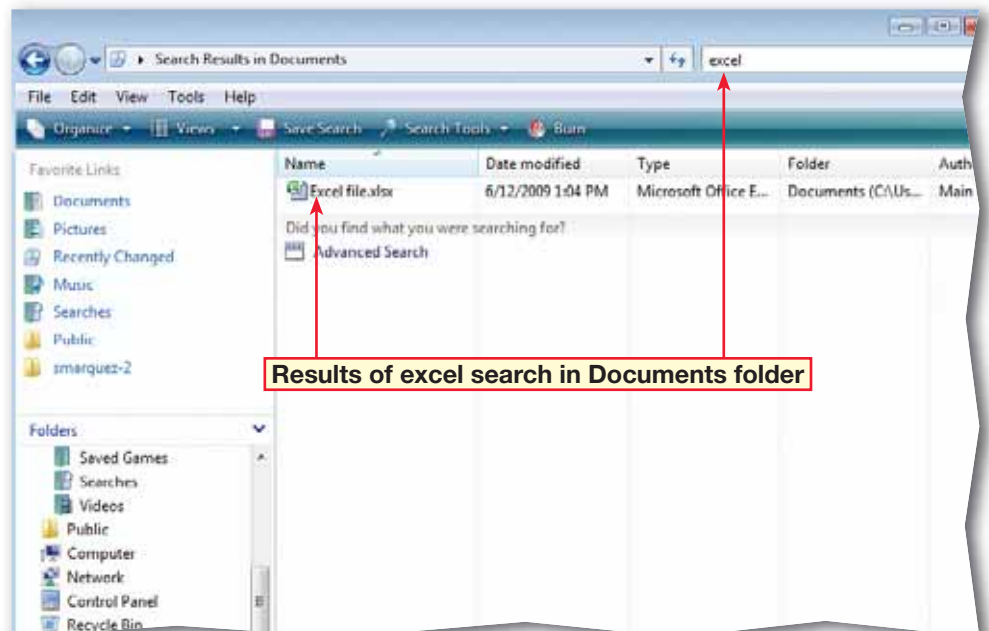 Search Results in Documents
excel
File Edit View Tools Help
Organize Views Save Search Search Tools Burn
Favorite Links
Documents
Pictures
Recently Changed
Music
Searches
Public
smarquez-2
Name Date modified Type Folder Auth
Excel file.xlsx 6/12/2009 1:04 PM Microsoft Office E... Documents (C:\Us... Main
Did you find what you were searching for?
Advanced Search
Results of excel search in Documents folder
Folders
Saved Games
Searches
Videos
Public
Computer
Network
Control Panel
Recycle Bin